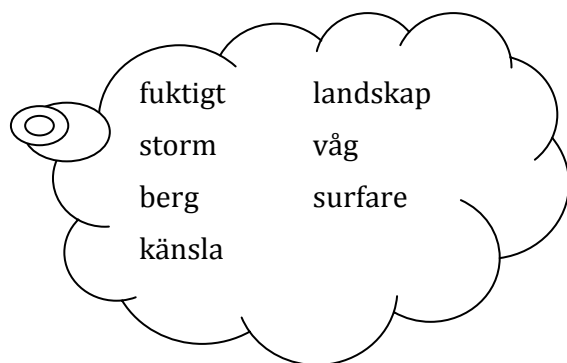 fuktigt landskap
storm våg
berg surfare
känsla